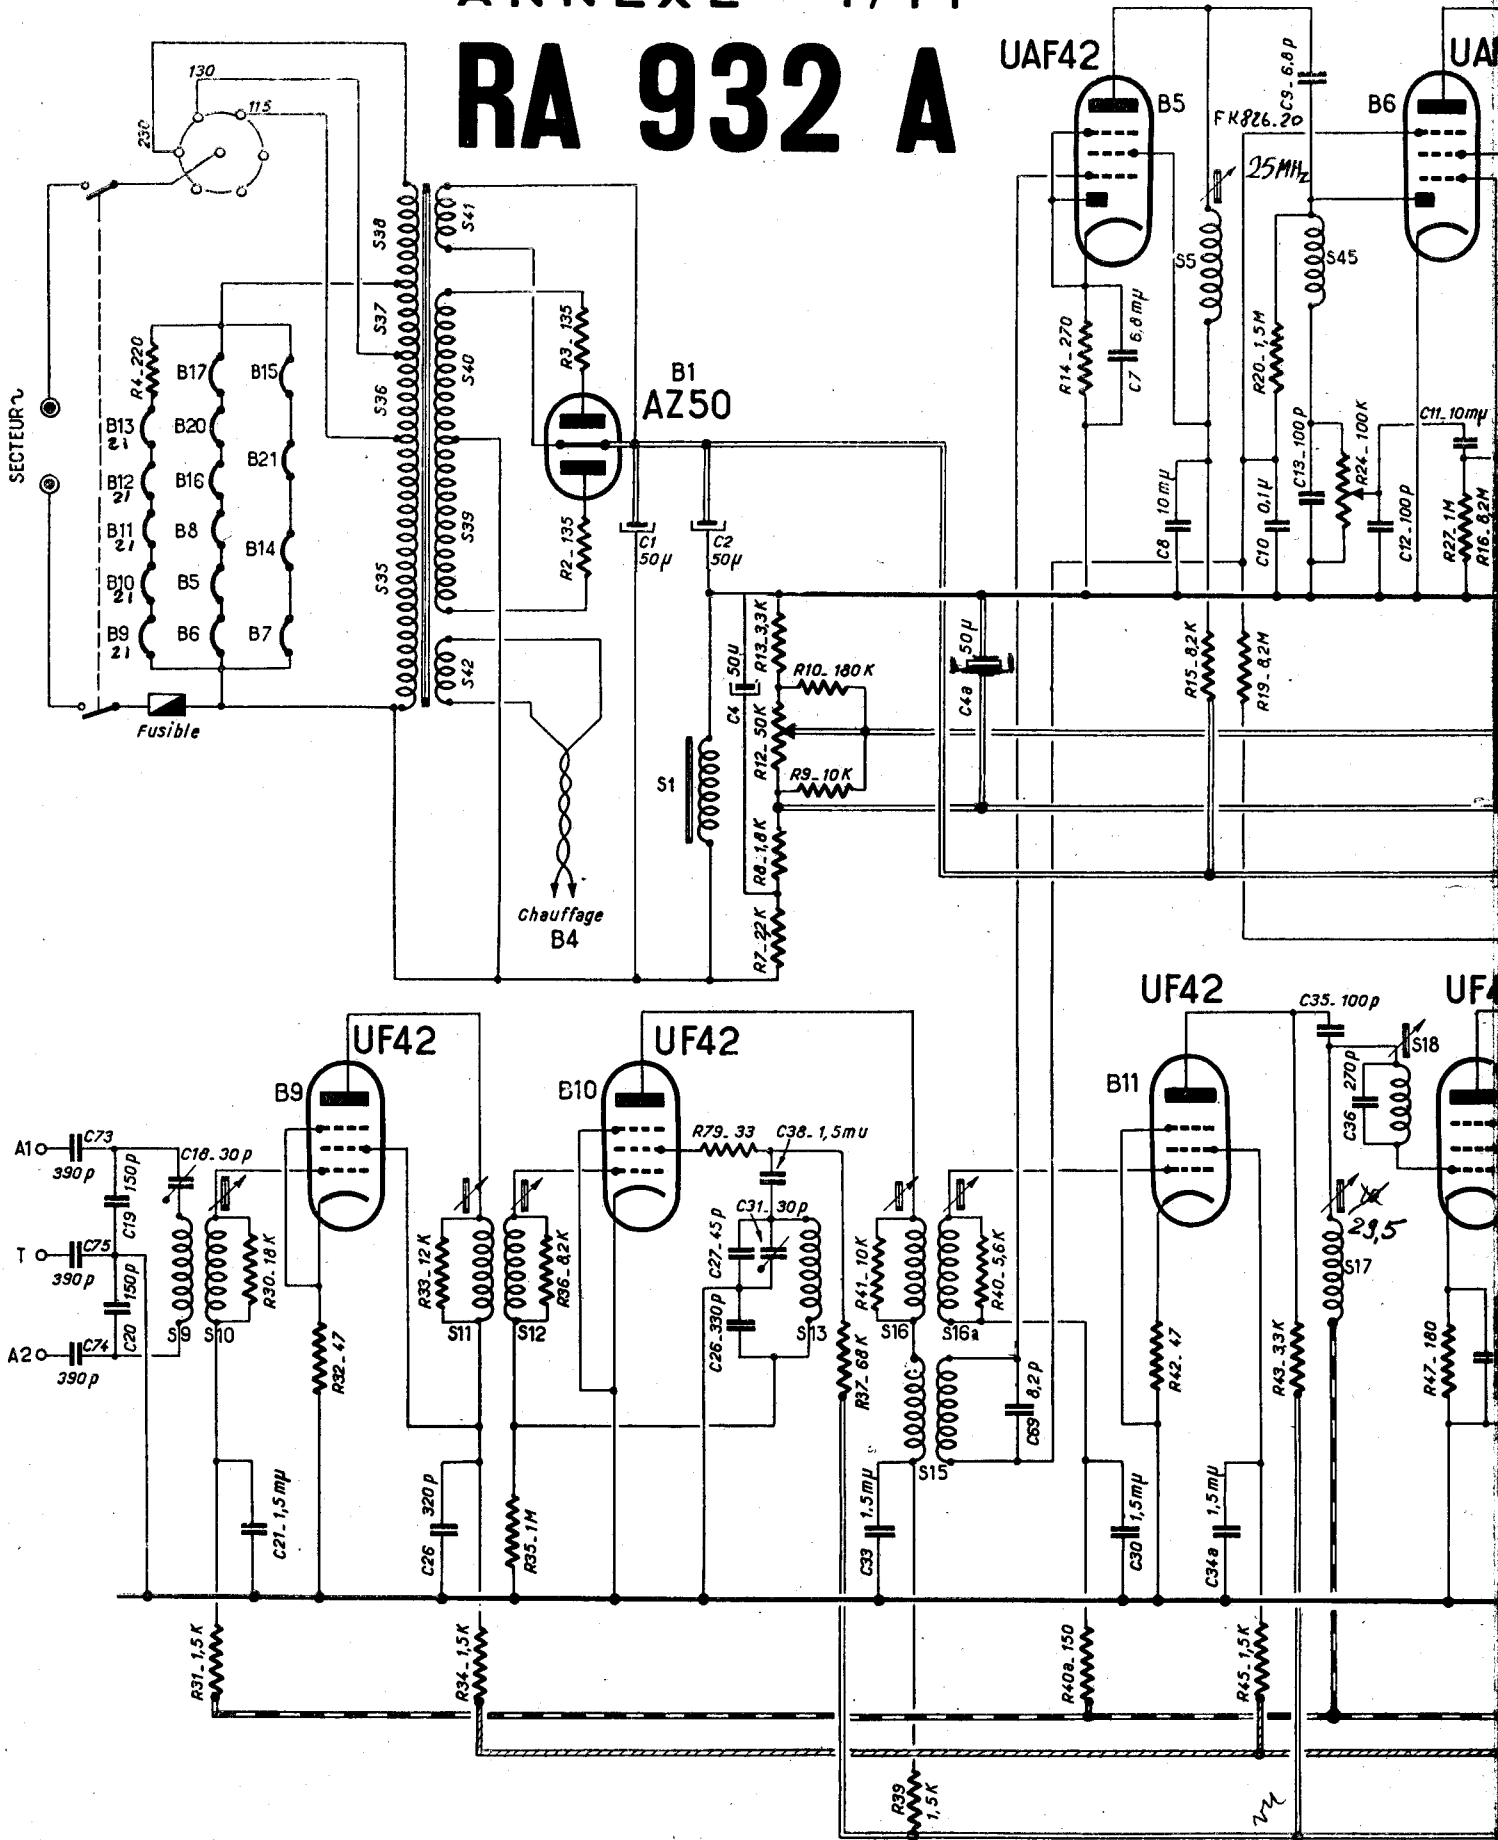 RA 932 A
UAF42
B5
C9_6,8p
B6
FK826.20
25MHz
130
115
230
S38
S41
S5
S45
S37
R3_135
S40
R14_270
C7 6,8mµ
R20_1,5M
R4_220
B17
B15
B1
AZ50
S36
SECTEUR~
B13
21
B20
C11_10mµ
B21
C13_100p
R24_100K
B12
21
B16
B11
21
B8
B14
S39
R2_135
C1
50µ
C2
50µ
C8 10mµ
C10 0,1µ
C12_100p
R27_1M
R16_8,2M
B10
21
B5
S35
B9
21
B6
B7
S42
C4 50µ
R13_3,3K
R10_180K
C4a 50µ
R15_8,2K
R19_8,2M
Fusible
R12_50K
S1
R9_10K
R8_1,8K
Chauffage
B4
R7_22K
UF42
UF42
UF42
C35_100p
S18
B9
B10
B11
C36 270p
A1
C73
390p
C18_30p
150p
C19
R79_33
C38_1,5mµ
C31_30p
29,5
T
C75
390p
150p
C20
R30_18K
R33_12K
R36_8,2K
C27_45p
R41_10K
R40_5,6K
S17
S9
S10
S11
S12
C26_330p
S13
S16
S16a
A2
C74
390p
R32_47
R37_68K
C69 8,2p
R42_47
R43_3,3K
R47_180
S15
C21_1,5mµ
C26 320p
R35_1M
C33 1,5mµ
C30 1,5mµ
C34a 1,5mµ
R31_1,5K
R34_1,5K
R40a_150
R45_1,5K
R39
1,5K